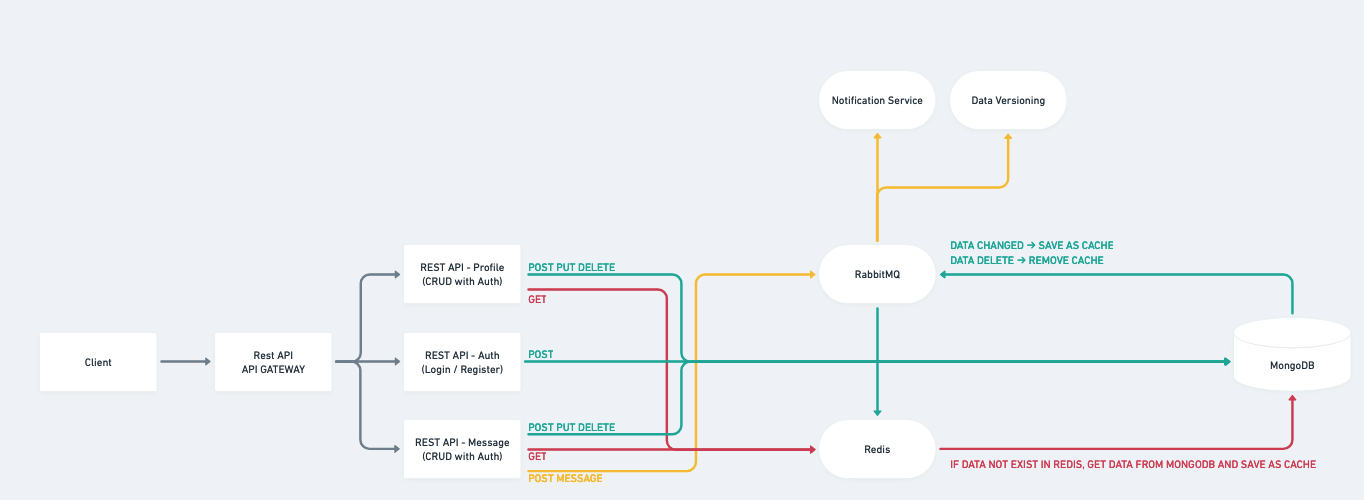 Notification Service
Data Versioning
DATA CHANGED → SAVE AS CACHE
DATA DELETE → REMOVE CACHE
REST API - Profile
(CRUD with Auth)
POST PUT DELETE
GET
RabbitMQ
Client
Rest API
API GATEWAY
REST API - Auth
(Login / Register)
POST
MongoDB
REST API - Message
(CRUD with Auth)
POST PUT DELETE
GET
POST MESSAGE
Redis
IF DATA NOT EXIST IN REDIS, GET DATA FROM MONGODB AND SAVE AS CACHE